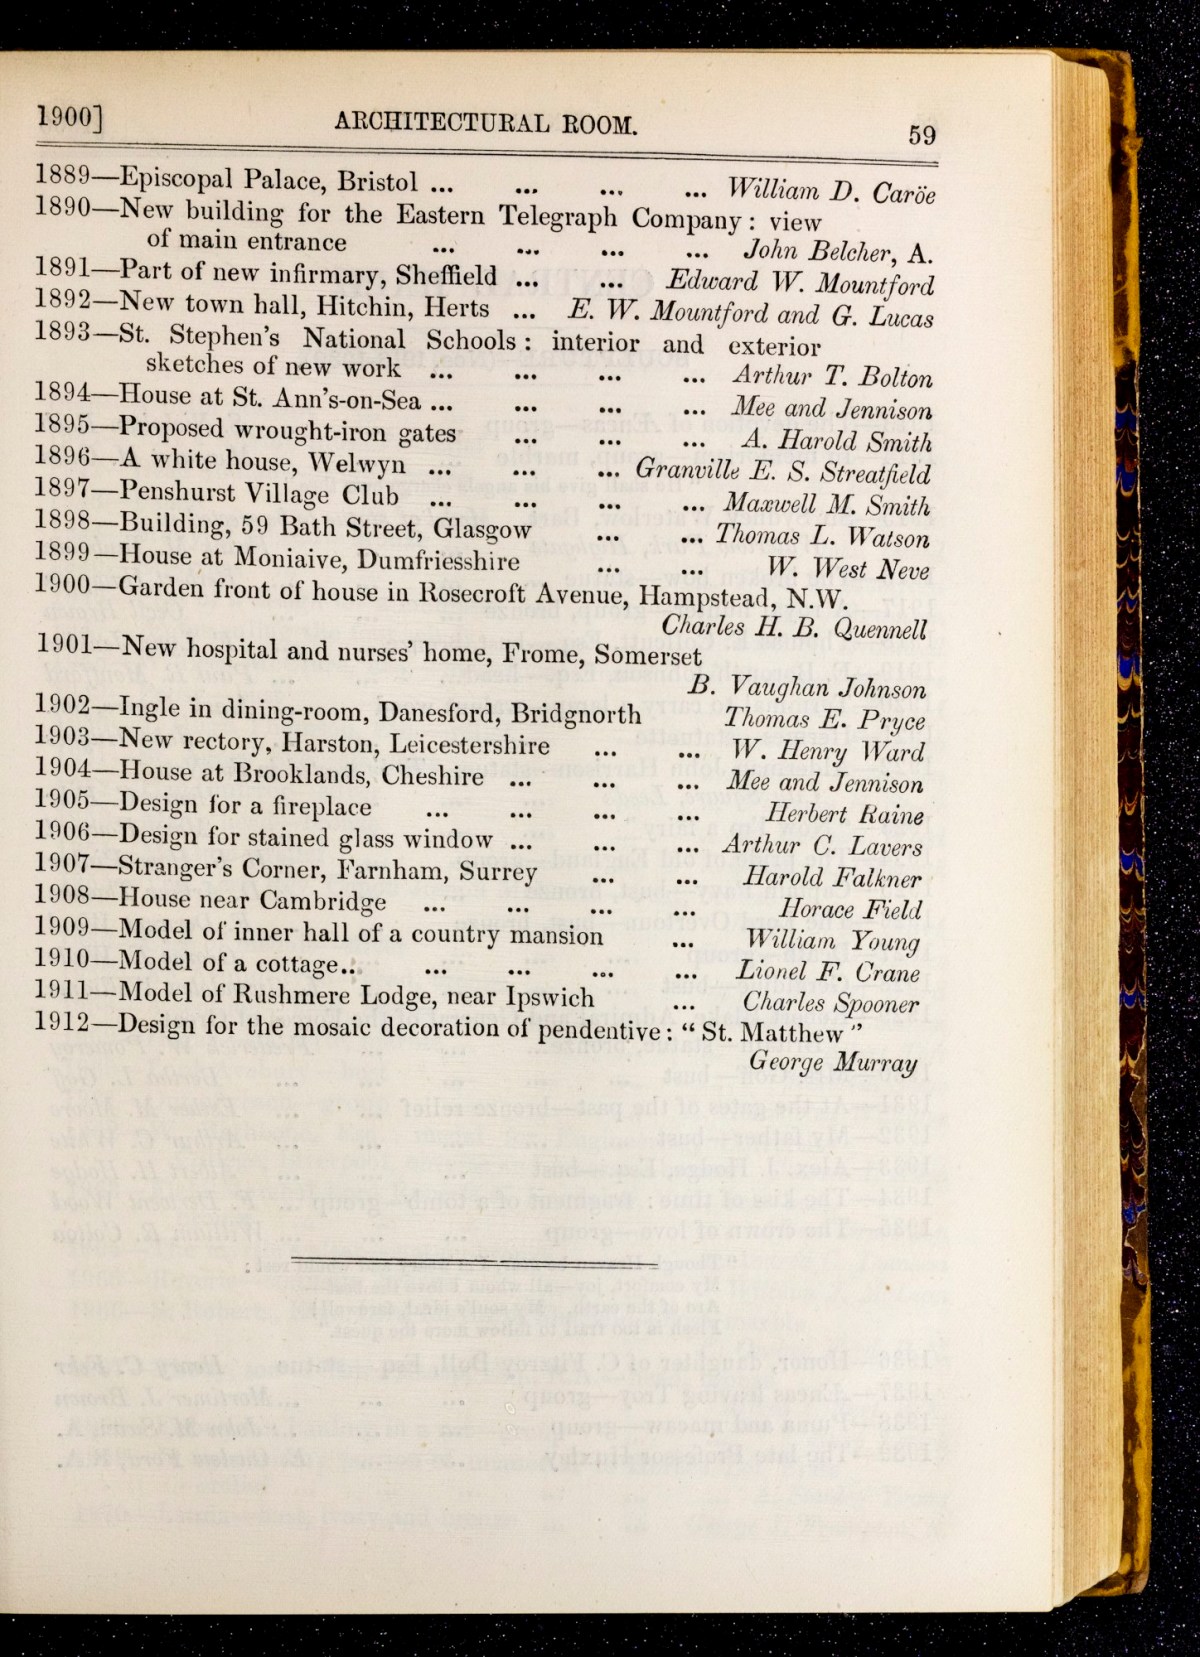 1900] ARCHITECTURAL ROOM. 59
1889—Episcopal Palace, Bristol ... ... ... ... William D. Caröe
1890—New building for the Eastern Telegraph Company: view
of main entrance ... ... ... ... John Belcher, A.
1891—Part of new infirmary, Sheffield ... ... Edward W. Mountford
1892—New town hall, Hitchin, Herts ... E. W. Mountford and G. Lucas
1893—St. Stephen's National Schools: interior and exterior
sketches of new work ... ... ... ... Arthur T. Bolton
1894—House at St. Ann's-on-Sea ... ... ... ... Mee and Jennison
1895—Proposed wrought-iron gates ... ... ... A. Harold Smith
1896—A white house, Welwyn ... ... ... Granville E. S. Streatfield
1897—Penshurst Village Club ... ... ... ... Maxwell M. Smith
1898—Building, 59 Bath Street, Glasgow ... ... Thomas L. Watson
1899—House at Moniaive, Dumfriesshire ... ... W. West Neve
1900—Garden front of house in Rosecroft Avenue, Hampstead, N.W.
Charles H. B. Quennell
1901—New hospital and nurses' home, Frome, Somerset
B. Vaughan Johnson
1902—Ingle in dining-room, Danesford, Bridgnorth Thomas E. Pryce
1903—New rectory, Harston, Leicestershire ... ... W. Henry Ward
1904—House at Brooklands, Cheshire ... ... ... Mee and Jennison
1905—Design for a fireplace ... ... ... ... Herbert Raine
1906—Design for stained glass window ... ... ... Arthur C. Lavers
1907—Stranger's Corner, Farnham, Surrey ... ... Harold Falkner
1908—House near Cambridge ... ... ... ... Horace Field
1909—Model of inner hall of a country mansion ... William Young
1910—Model of a cottage... ... ... ... ... Lionel F. Crane
1911—Model of Rushmere Lodge, near Ipswich ... Charles Spooner
1912—Design for the mosaic decoration of pendentive: "St. Matthew"
George Murray